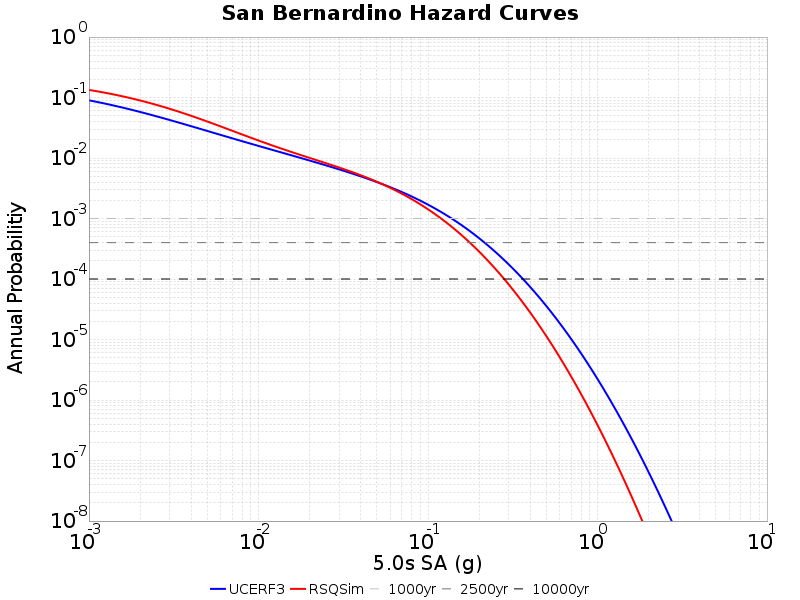 San Bernardino Hazard Curves
10^0
10^-1
10^-2
10^-3
10^-4
10^-5
10^-6
10^-7
10^-8
Annual Probabilitiy
10^-3 10^-2 10^-1 10^0 10^1
5.0s SA (g)
UCERF3 RSQSim 1000yr 2500yr 10000yr